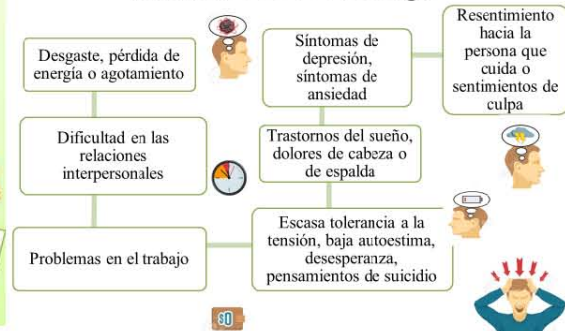 Desgaste, pérdida de
energía o agotamiento
Dificultad en las
relaciones
interpersonales
Problemas en el trabajo
Escasa tolerancia a la
tensión, baja autoestima,
desesperanza,
pensamientos de suicidio
Trastornos del sueño,
dolores de cabeza o
de espalda
Síntomas de
depresión,
síntomas de
ansiedad
Resentimiento
hacia la
persona que
cuida o
sentimientos de
culpa